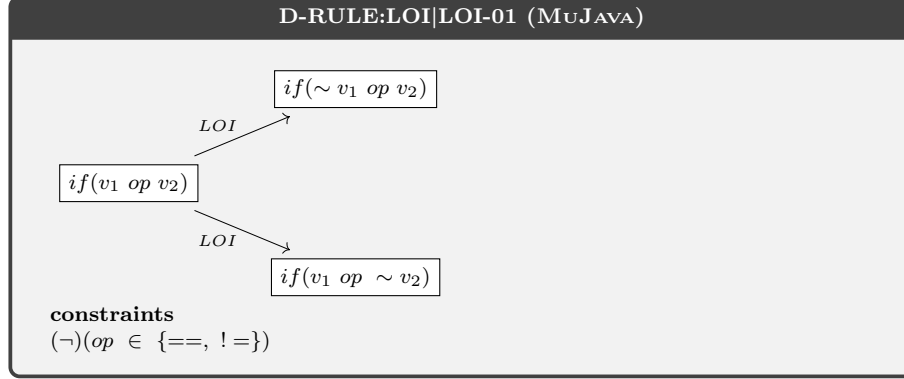 D-RULE:LOI|LOI-01 (MUJAVA)
if(∼ v₁ op v₂)
LOI
if(v₁ op v₂)
LOI
if(v₁ op ∼ v₂)
constraints
(¬)(op ∈ {==, ! =})